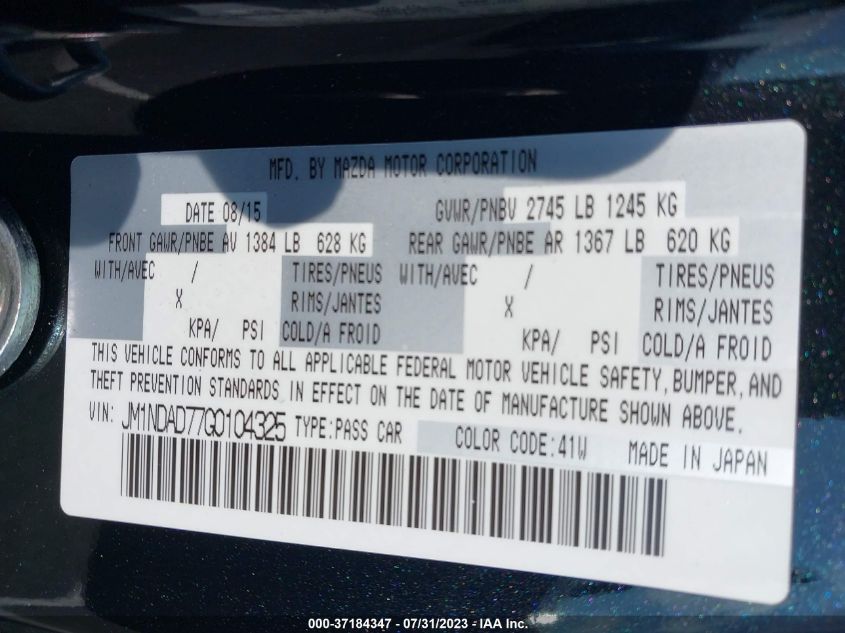 MFD. BY MAZDA MOTOR CORPORATION
DATE 08/15 GVWR/PNBV 2745 LB 1245 KG
FRONT GAWR/PNBE AV 1384 LB 628 KG REAR GAWR/PNBE AR 1367 LB 620 KG
WITH/AVEC / TIRES/PNEUS WITH/AVEC / TIRES/PNEUS
X RIMS/JANTES X RIMS/JANTES
KPA/ PSI COLD/A FROID KPA/ PSI COLD/A FROID
THIS VEHICLE CONFORMS TO ALL APPLICABLE FEDERAL MOTOR VEHICLE SAFETY, BUMPER, AND
THEFT PREVENTION STANDARDS IN EFFECT ON THE DATE OF MANUFACTURE SHOWN ABOVE.
VIN: JM1NDAD77G0104325 TYPE:PASS CAR COLOR CODE:41W MADE IN JAPAN
000-37184347 - 07/31/2023 - © IAA Inc.